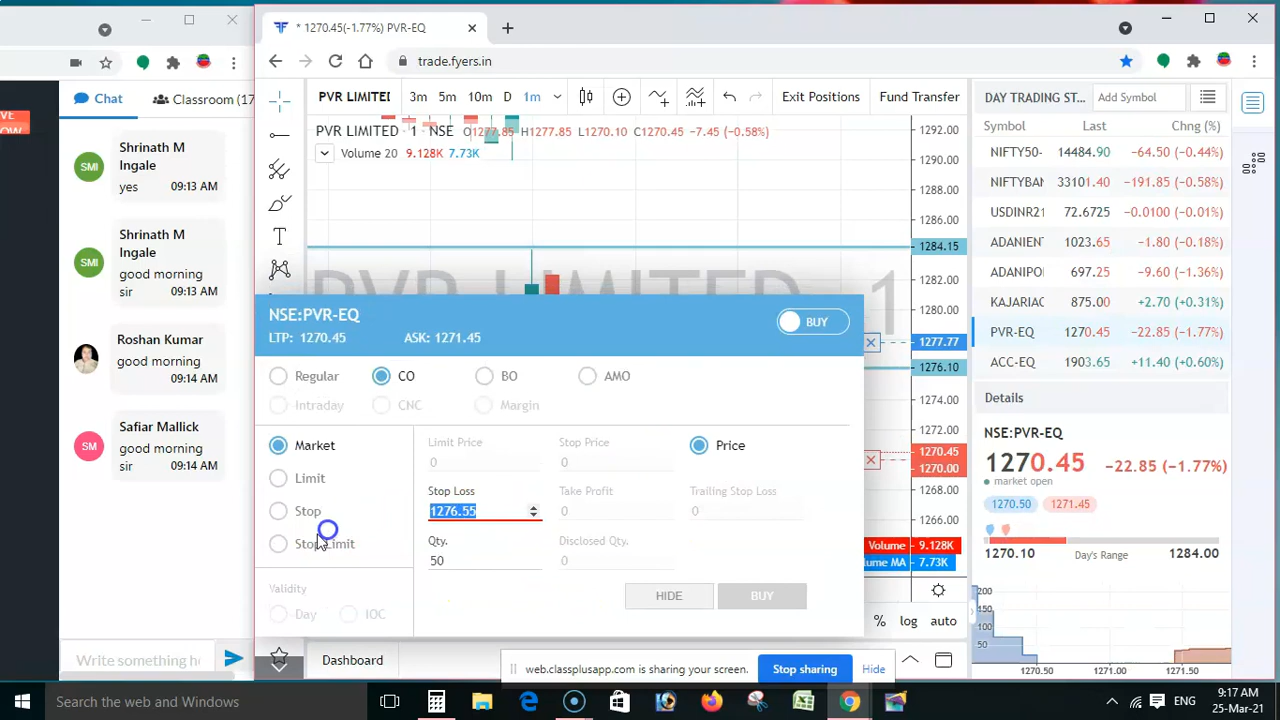 * 1270.45(-1.77%) PVR-EQ
trade.fyers.in
Chat
Classroom (17
Shrinath M
Ingale
yes
09:13 AM
SMI
Shrinath M
Ingale
good morning
sir
09:13 AM
SMI
Roshan Kumar
good morning
09:14 AM
Safiar Mallick
good morning
sir
09:14 AM
SM
Write something he
PVR LIMITED
3m
5m
10m
D
1m
Exit Positions
Fund Transfer
PVR LIMITED · 1 · NSE
O1277.85 H1277.85 L1270.10 C1270.45 -7.45 (-0.58%)
Volume 20 9.128K 7.73K
PVR LIMITED 1
1292.00
1290.00
1288.00
1286.00
1284.15
1282.00
1280.00
1277.77
1276.10
1274.00
1272.00
1270.45
1270.00
1268.00
1266.00
Volume 9.128K
lume MA 7.73K
NSE:PVR-EQ
BUY
LTP: 1270.45
ASK: 1271.45
Regular
CO
BO
AMO
Intraday
CNC
Margin
Market
Limit
Stop
Stop Limit
Validity
Day
IOC
Limit Price
0
Stop Price
0
Price
Stop Loss
1276.55
Take Profit
0
Trailing Stop Loss
0
Qty.
50
Disclosed Qty.
0
HIDE
BUY
%
log
auto
Dashboard
DAY TRADING ST...
Add Symbol
Symbol Last Chng (%)
NIFTY50- 14484.90 −64.50 (−0.44%)
NIFTYBAN 33101.40 −191.85 (−0.58%)
USDINR21 72.6725 −0.0100 (−0.01%)
ADANIEN 1023.65 −1.80 (−0.18%)
ADANIPO 697.25 −9.60 (−1.36%)
KAJARIAC 875.00 +2.70 (+0.31%)
PVR-EQ 1270.45 −22.85 (−1.77%)
ACC-EQ 1903.65 +11.40 (+0.60%)
Details
NSE:PVR-EQ
1270.45 −22.85 (−1.77%)
market open
1270.50
1271.45
1270.10 Day's Range 1284.00
200
150
100
50
1270.50
1271.00
1271.50
web.classplusapp.com is sharing your screen.
Stop sharing
Hide
Search the web and Windows
ENG
9:17 AM
25-Mar-21